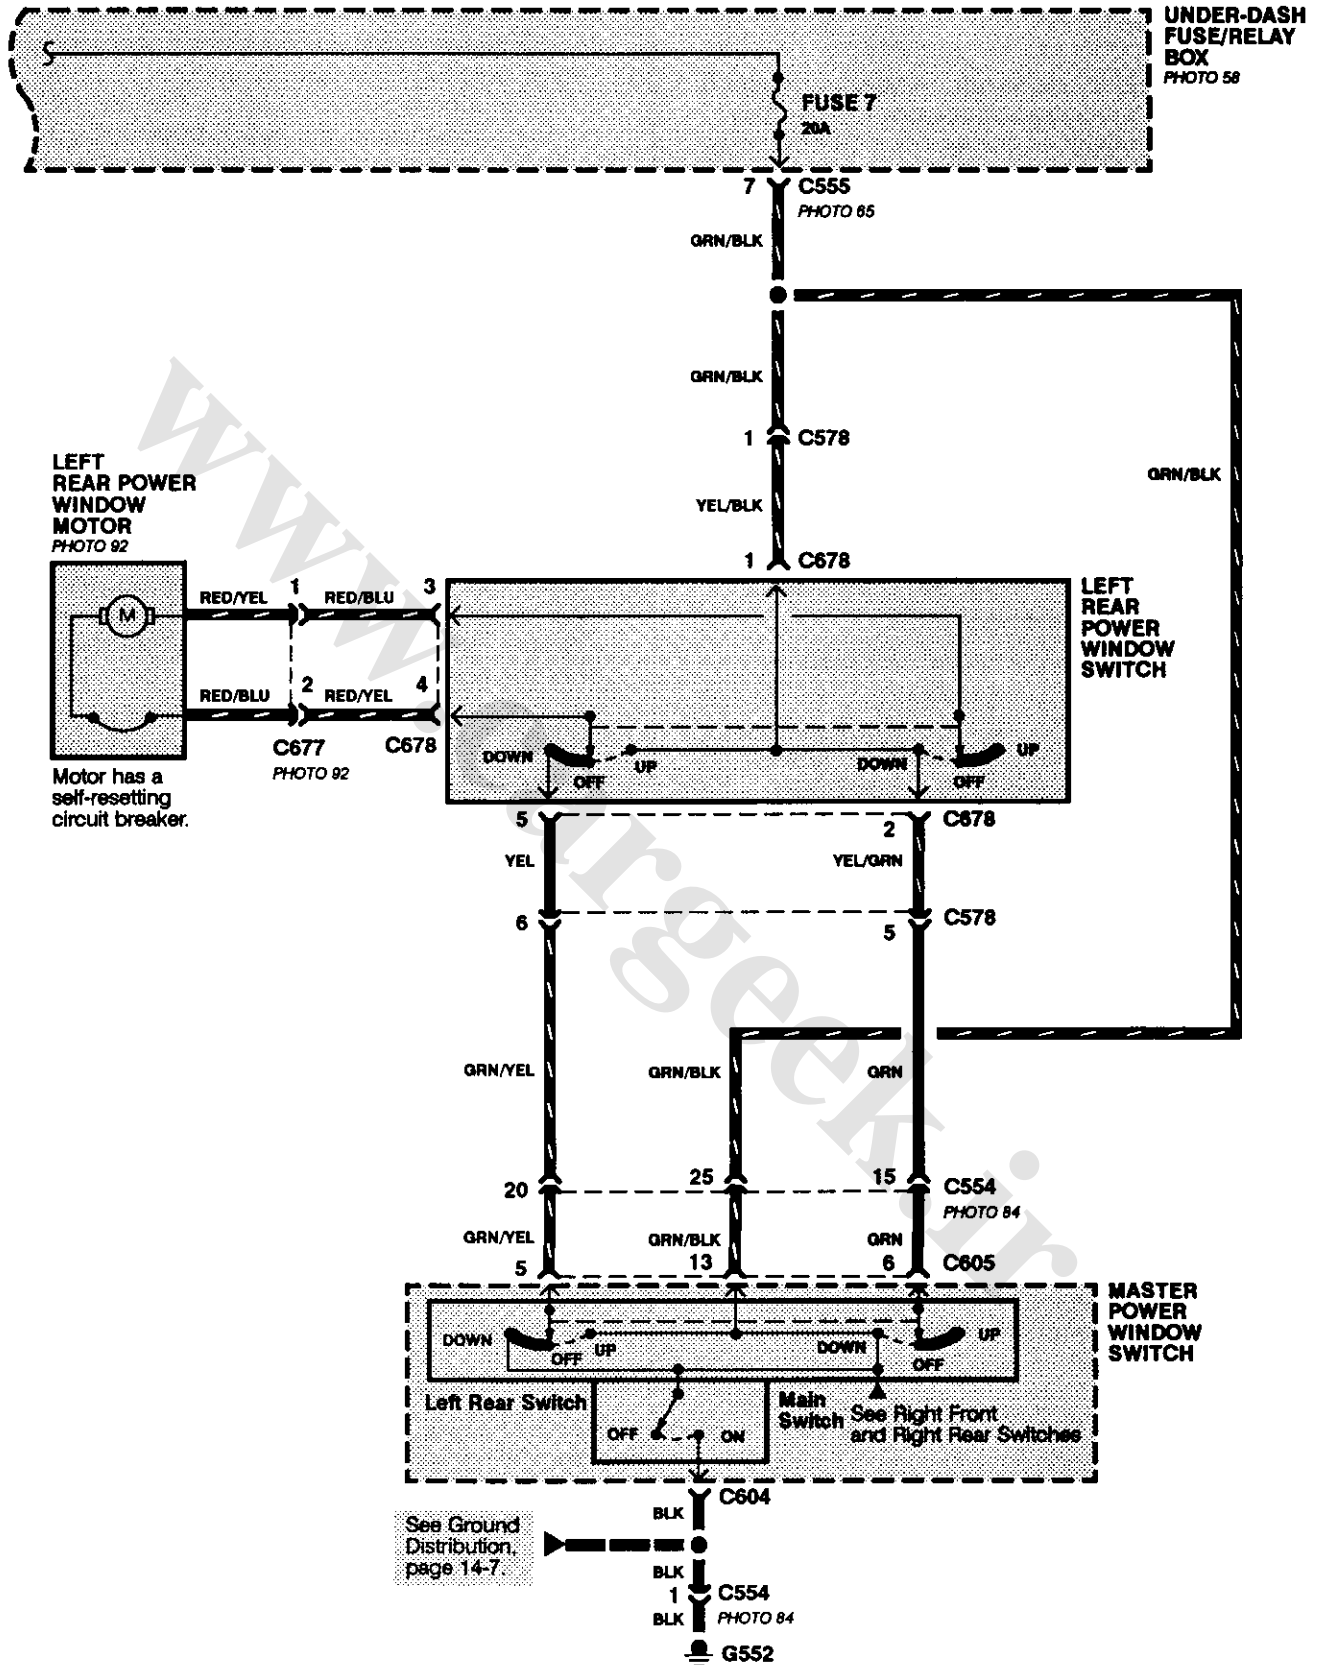 UNDER-DASH
FUSE/RELAY
BOX
PHOTO 58
FUSE 7
20A
7
C555
PHOTO 65
GRN/BLK
GRN/BLK
1
C578
GRN/BLK
YEL/BLK
1
C678
LEFT
REAR POWER
WINDOW
MOTOR
PHOTO 92
M
RED/YEL
1
RED/BLU
3
RED/BLU
2
RED/YEL
4
C677
PHOTO 92
C678
Motor has a
self-resetting
circuit breaker.
LEFT
REAR
POWER
WINDOW
SWITCH
DOWN
OFF
UP
DOWN
OFF
UP
5
2
C678
YEL
YEL/GRN
6
5
C578
GRN/YEL
GRN/BLK
GRN
20
25
15
C554
PHOTO 84
GRN/YEL
GRN/BLK
GRN
5
13
6
C605
MASTER
POWER
WINDOW
SWITCH
DOWN
OFF
UP
DOWN
OFF
UP
Left Rear Switch
Main
Switch
See Right Front
and Right Rear Switches
OFF
ON
C604
BLK
See Ground
Distribution,
page 14-7.
BLK
1
C554
PHOTO 84
BLK
G552
www.cargeek.ir